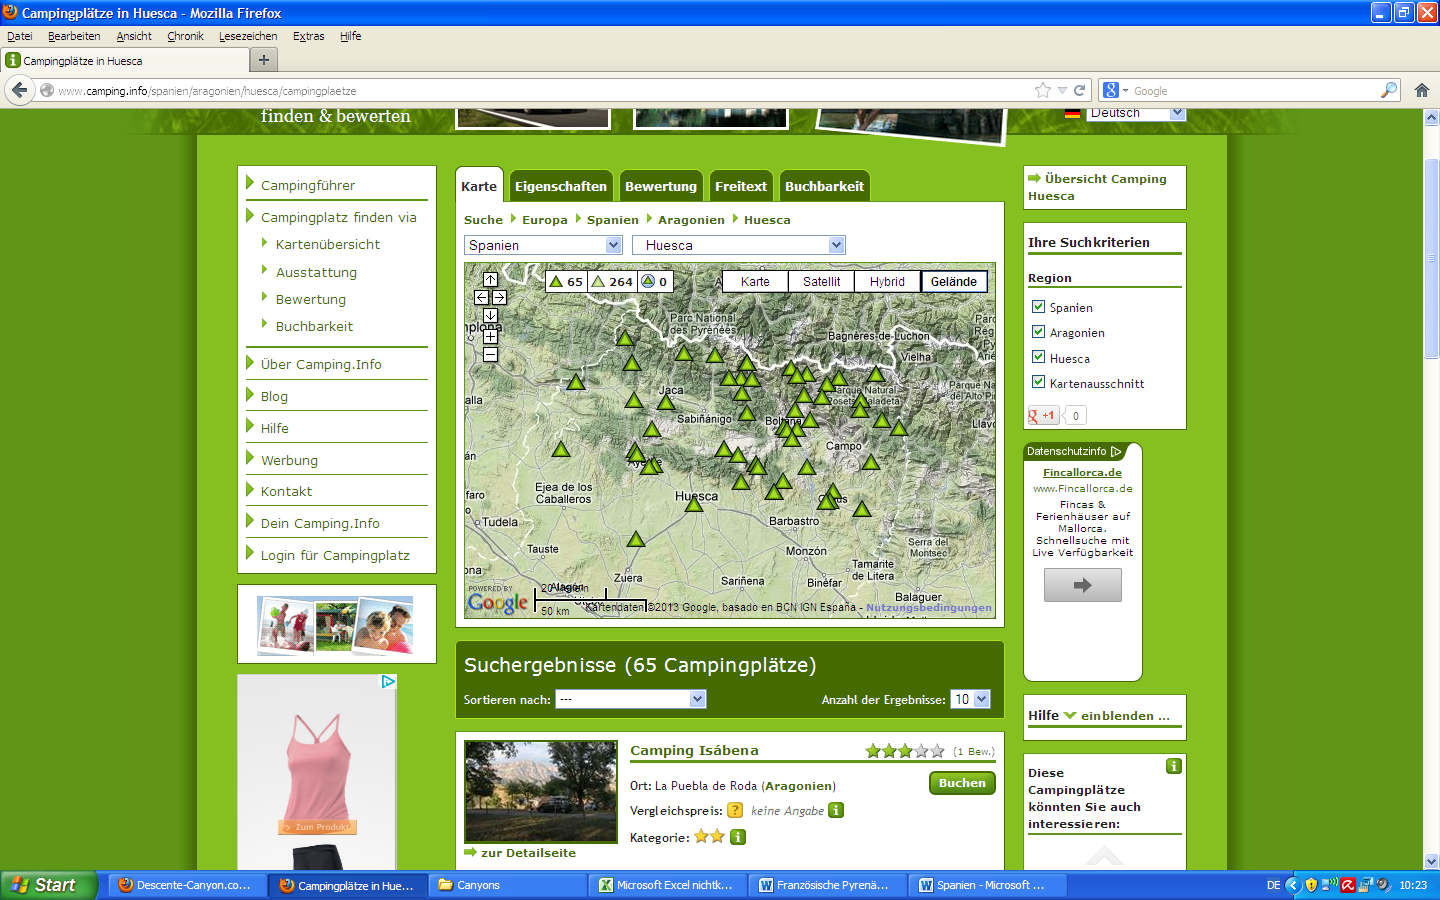 Campingplätze in Huesca - Mozilla Firefox
Datei Bearbeiten Ansicht Chronik Lesezeichen Extras Hilfe
Campingplätze in Huesca
www.camping.info/spanien/aragonien/huesca/campingplaetze
Google
finden & bewerten
Deutsch
Campingführer
Campingplatz finden via
Kartenübersicht
Ausstattung
Bewertung
Buchbarkeit
Über Camping.Info
Blog
Hilfe
Werbung
Kontakt
Dein Camping.Info
Login für Campingplatz
Zum Produkt
Karte Eigenschaften Bewertung Freitext Buchbarkeit
Suche Europa Spanien Aragonien Huesca
Spanien Huesca
65 264 0
Karte Satellit Hybrid Gelände
Parc National
des Pyrénées
Bagnères-de-Luchon
Vielha
Jaca
Sabiñánigo
Parque Natural
Posets-Maladeta
Campo
Ejea de los
Caballeros
Huesca
Tudela
Barbastro
Tauste
Monzón
Serra del
Montsec
Zuera
Sariñena
Binéfar
Tamarite
de Litera
Balaguer
POWERED BY
Google
50 km
Kartendaten ©2013 Google, basado en BCN IGN España - Nutzungsbedingungen
Suchergebnisse (65 Campingplätze)
Sortieren nach: --- Anzahl der Ergebnisse: 10
Camping Isábena (1 Bew.)
Ort: La Puebla de Roda (Aragonien) Buchen
Vergleichspreis: ? keine Angabe i
Kategorie: i
zur Detailseite
Übersicht Camping
Huesca
Ihre Suchkriterien
Region
Spanien
Aragonien
Huesca
Kartenausschnitt
+1 0
Datenschutzinfo
Fincallorca.de
www.Fincallorca.de
Fincas &
Ferienhäuser auf
Mallorca.
Schnellsuche mit
Live Verfügbarkeit
Hilfe einblenden ...
Diese
Campingplätze
könnten Sie auch
interessieren:
Start Descente-Canyon.co... Campingplätze in Hue... Canyons Microsoft Excel nichtk... Französische Pyrenä... Spanien - Microsoft ... DE 10:23